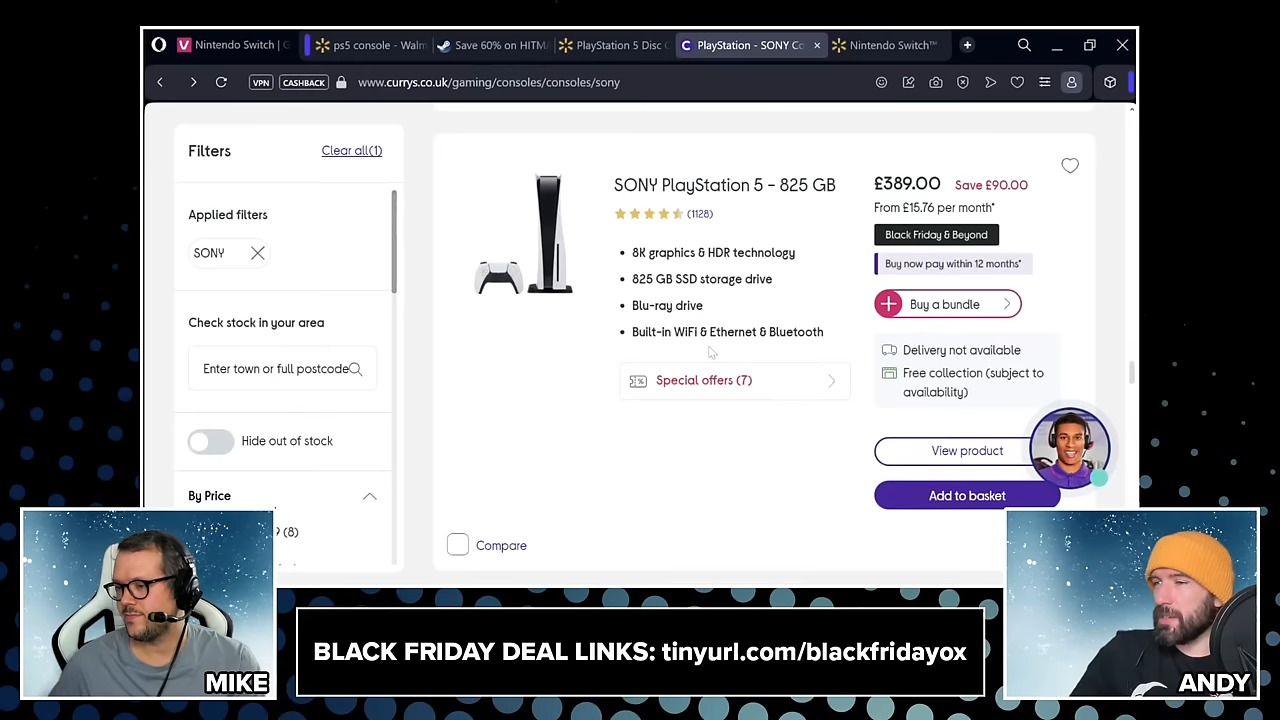 Nintendo Switch | G
ps5 console - Walm
Save 60% on HITMA
PlayStation 5 Disc C
PlayStation - SONY Co
Nintendo Switch™
VPN
CASHBACK
www.currys.co.uk/gaming/consoles/consoles/sony
Filters
Clear all(1)
Applied filters
SONY
Check stock in your area
Enter town or full postcode
Hide out of stock
By Price
9 (8)
SONY PlayStation 5 - 825 GB
(1128)
8K graphics & HDR technology
825 GB SSD storage drive
Blu-ray drive
Built-in WiFi & Ethernet & Bluetooth
Special offers (7)
Compare
£389.00 Save £90.00
From £15.76 per month*
Black Friday & Beyond
Buy now pay within 12 months*
Buy a bundle
Delivery not available
Free collection (subject to
availability)
View product
Add to basket
MIKE
BLACK FRIDAY DEAL LINKS: tinyurl.com/blackfridayox
ANDY